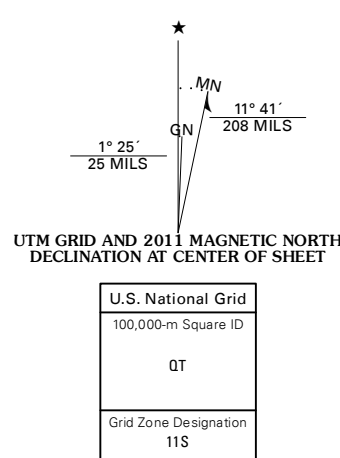 ★
MN
GN
11° 41´
208 MILS
1° 25´
25 MILS
UTM GRID AND 2011 MAGNETIC NORTH
DECLINATION AT CENTER OF SHEET
U.S. National Grid
100,000-m Square ID
QT
Grid Zone Designation
11S